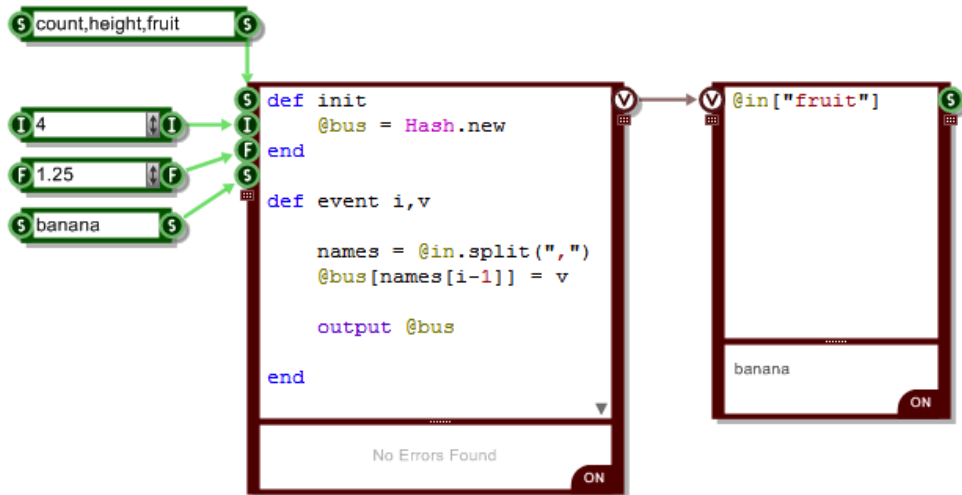 S count,height,fruit S
I 4 I
F 1.25 F
S banana S
S
I
F
S
def init
@bus = Hash.new
end
def event i,v
names = @in.split(",")
@bus[names[i-1]] = v
output @bus
end
No Errors Found
ON
V
V
@in["fruit"]
S
banana
ON